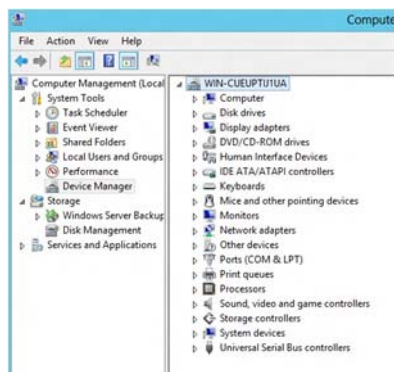 Compute
File Action View Help
Computer Management (Local
System Tools
Task Scheduler
Event Viewer
Shared Folders
Local Users and Groups
Performance
Device Manager
Storage
Windows Server Backup
Disk Management
Services and Applications
WIN-CUEUPTU1UA
Computer
Disk drives
Display adapters
DVD/CD-ROM drives
Human Interface Devices
IDE ATA/ATAPI controllers
Keyboards
Mice and other pointing devices
Monitors
Network adapters
Other devices
Ports (COM & LPT)
Print queues
Processors
Sound, video and game controllers
Storage controllers
System devices
Universal Serial Bus controllers